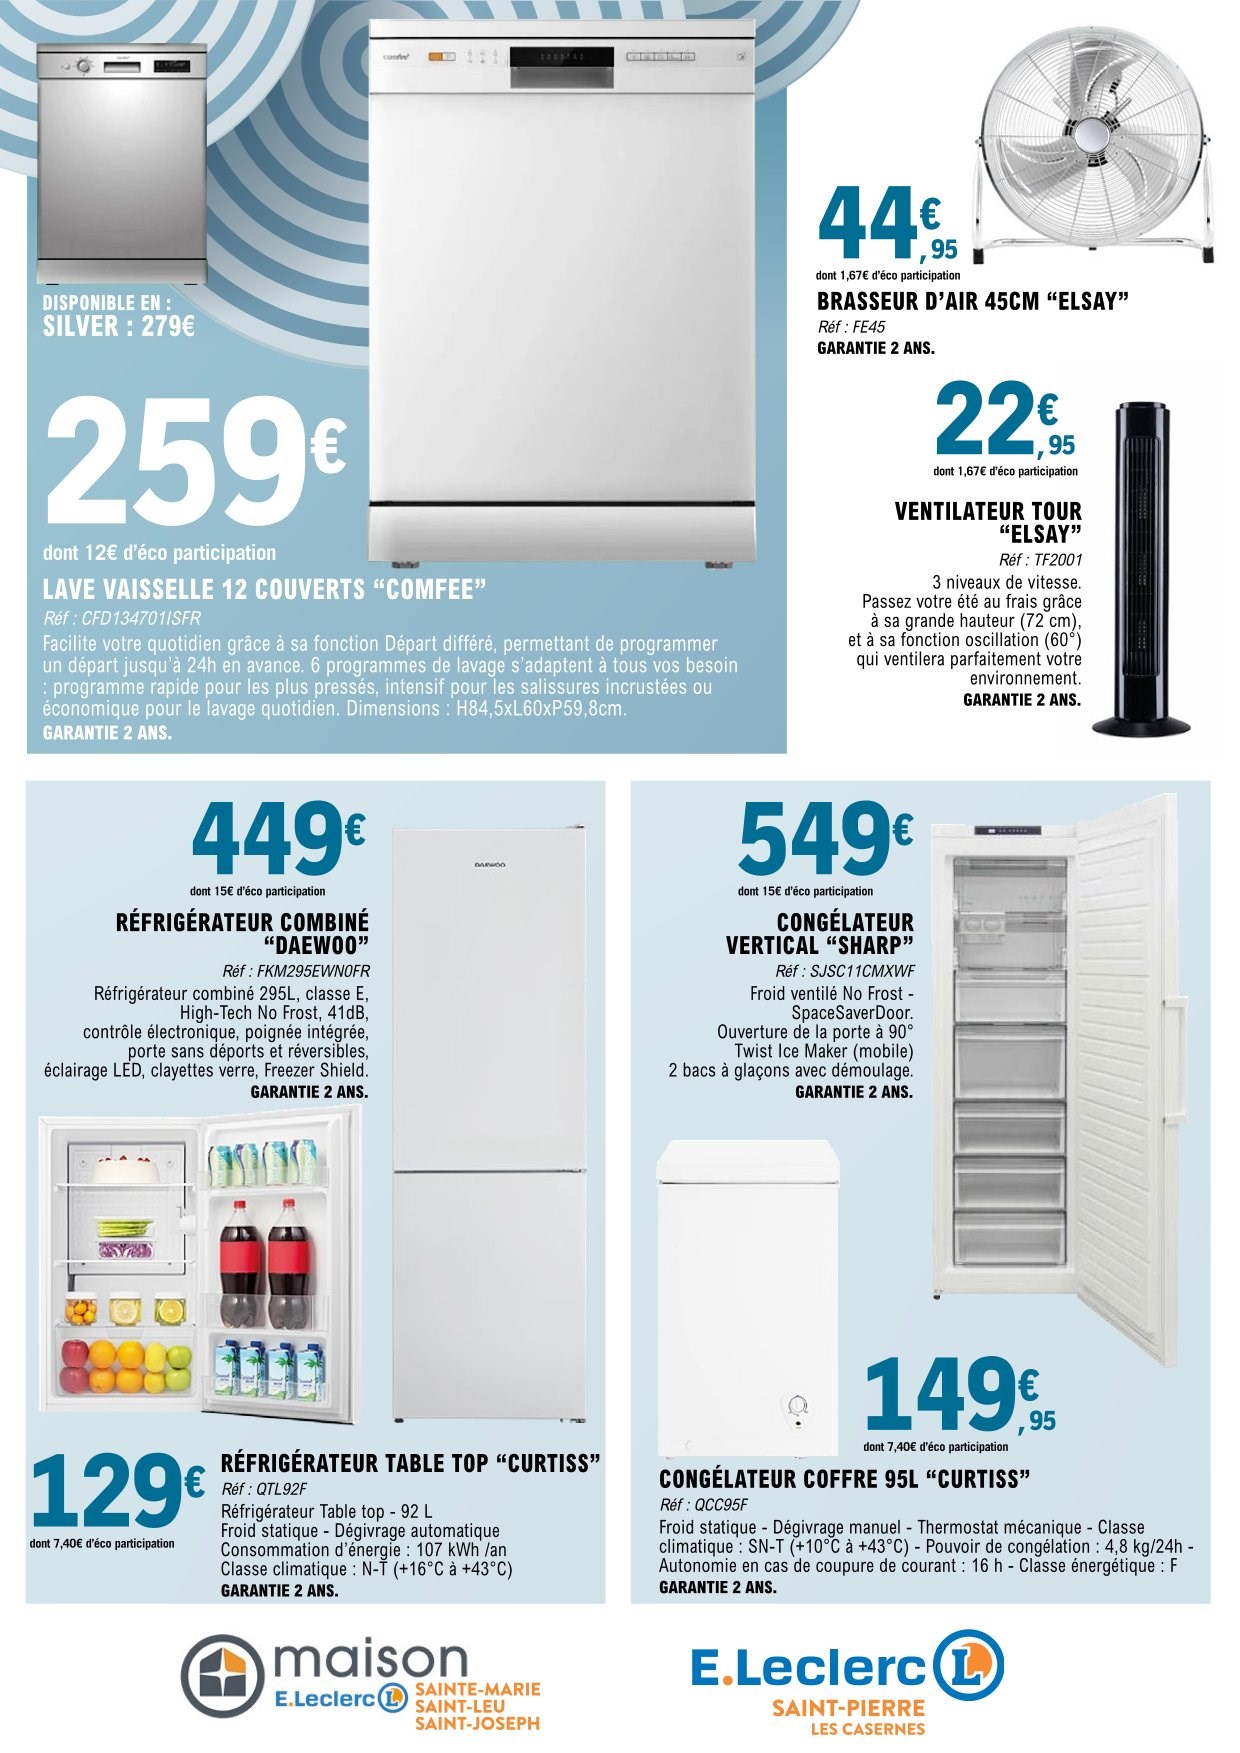 comfee'
DISPONIBLE EN :
SILVER : 279€
259€
dont 12€ d'éco participation
LAVE VAISSELLE 12 COUVERTS “COMFEE”
Réf : CFD134701ISFR
Facilite votre quotidien grâce à sa fonction Départ différé, permettant de programmer
un départ jusqu'à 24h en avance. 6 programmes de lavage s'adaptent à tous vos besoin
: programme rapide pour les plus pressés, intensif pour les salissures incrustées ou
économique pour le lavage quotidien. Dimensions : H84,5xL60xP59,8cm.
GARANTIE 2 ANS.
44€,95
dont 1,67€ d'éco participation
BRASSEUR D'AIR 45CM “ELSAY”
Réf : FE45
GARANTIE 2 ANS.
22€,95
dont 1,67€ d'éco participation
VENTILATEUR TOUR
“ELSAY”
Réf : TF2001
3 niveaux de vitesse.
Passez votre été au frais grâce
à sa grande hauteur (72 cm),
et à sa fonction oscillation (60°)
qui ventilera parfaitement votre
environnement.
GARANTIE 2 ANS.
449€
dont 15€ d'éco participation
RÉFRIGÉRATEUR COMBINÉ
“DAEWOO”
Réf : FKM295EWN0FR
Réfrigérateur combiné 295L, classe E,
High-Tech No Frost, 41dB,
contrôle électronique, poignée intégrée,
porte sans déports et réversibles,
éclairage LED, clayettes verre, Freezer Shield.
GARANTIE 2 ANS.
DAEWOO
549€
dont 15€ d'éco participation
CONGÉLATEUR
VERTICAL “SHARP”
Réf : SJSC11CMXWF
Froid ventilé No Frost -
SpaceSaverDoor.
Ouverture de la porte à 90°
Twist Ice Maker (mobile)
2 bacs à glaçons avec démoulage.
GARANTIE 2 ANS.
129€
dont 7,40€ d'éco participation
RÉFRIGÉRATEUR TABLE TOP “CURTISS”
Réf : QTL92F
Réfrigérateur Table top - 92 L
Froid statique - Dégivrage automatique
Consommation d'énergie : 107 kWh /an
Classe climatique : N-T (+16°C à +43°C)
GARANTIE 2 ANS.
149€,95
dont 7,40€ d'éco participation
CONGÉLATEUR COFFRE 95L “CURTISS”
Réf : QCC95F
Froid statique - Dégivrage manuel - Thermostat mécanique - Classe
climatique : SN-T (+10°C à +43°C) - Pouvoir de congélation : 4,8 kg/24h -
Autonomie en cas de coupure de courant : 16 h - Classe énergétique : F
GARANTIE 2 ANS.
maison
E.Leclerc L
SAINTE-MARIE
SAINT-LEU
SAINT-JOSEPH
E.Leclerc L
SAINT-PIERRE
LES CASERNES